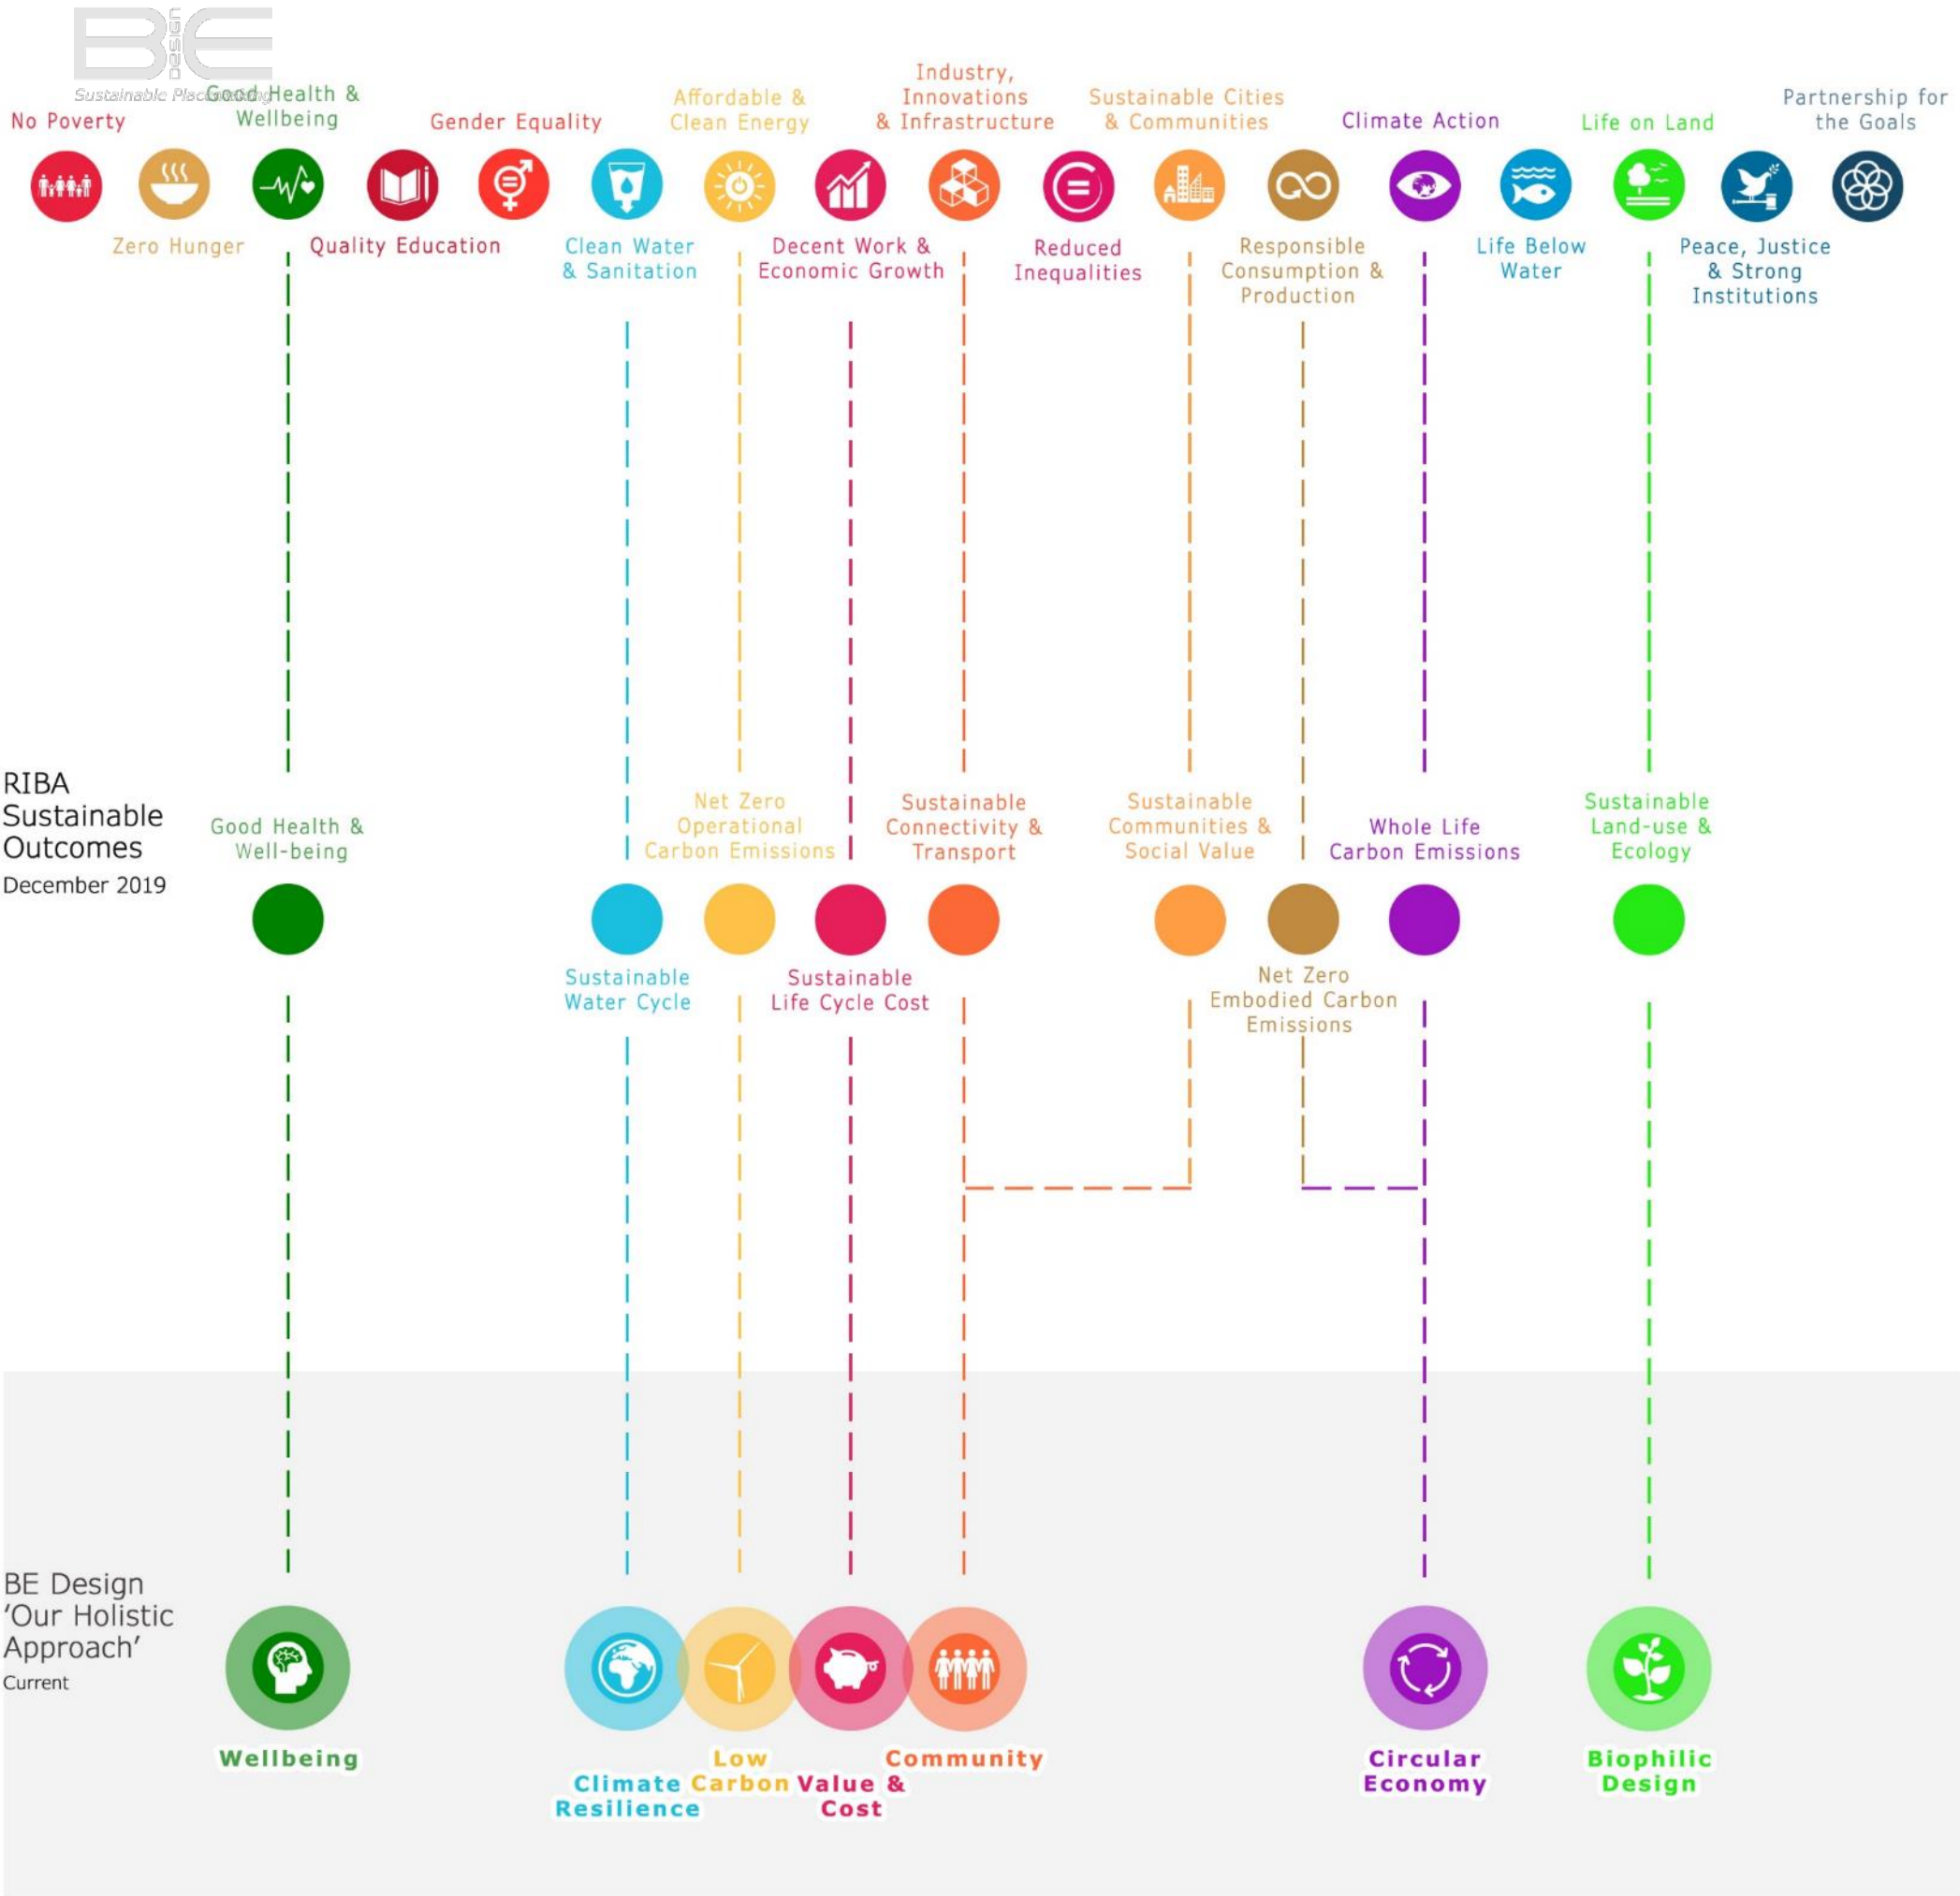 BE
DESIGN
Sustainable Placemaking
No Poverty
Zero Hunger
Good Health &
Wellbeing
Quality Education
Gender Equality
Clean Water
& Sanitation
Affordable &
Clean Energy
Decent Work &
Economic Growth
Industry,
Innovations
& Infrastructure
Reduced
Inequalities
Sustainable Cities
& Communities
Responsible
Consumption &
Production
Climate Action
Life Below
Water
Life on Land
Peace, Justice
& Strong
Institutions
Partnership for
the Goals
RIBA
Sustainable
Outcomes
December 2019
Good Health &
Well-being
Sustainable
Water Cycle
Net Zero
Operational
Carbon Emissions
Sustainable
Life Cycle Cost
Sustainable
Connectivity &
Transport
Sustainable
Communities &
Social Value
Net Zero
Embodied Carbon
Emissions
Whole Life
Carbon Emissions
Sustainable
Land-use &
Ecology
BE Design
'Our Holistic
Approach'
Current
Wellbeing
Climate
Resilience
Low
Carbon
Value &
Cost
Community
Circular
Economy
Biophilic
Design